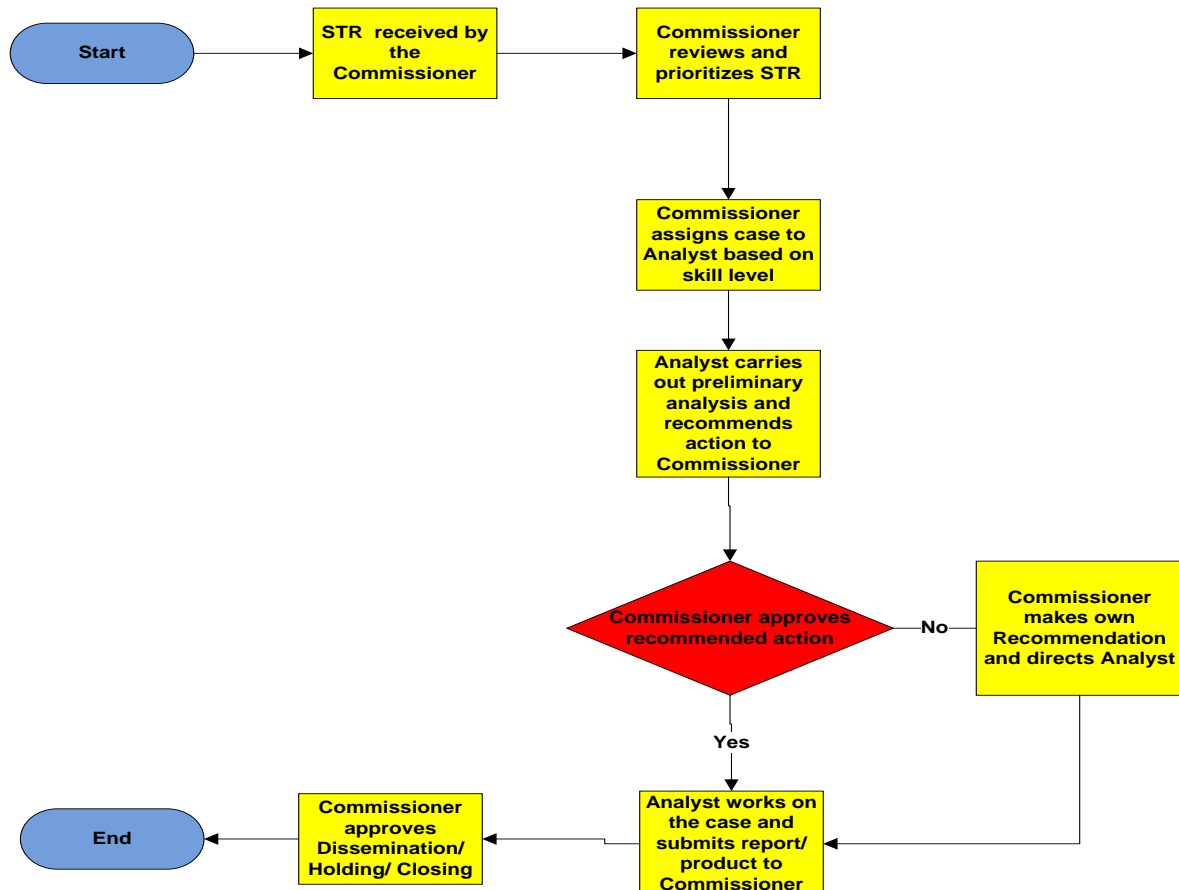 Start
STR received by
the
Commissioner
Commissioner
reviews and
prioritizes STR
Commissioner
assigns case to
Analyst based on
skill level
Analyst carries
out preliminary
analysis and
recommends
action to
Commissioner
Commissioner approves
recommended action
No
Commissioner
makes own
Recommendation
and directs Analyst
Yes
Analyst works on
the case and
submits report/
product to
Commissioner
Commissioner
approves
Dissemination/
Holding/ Closing
End